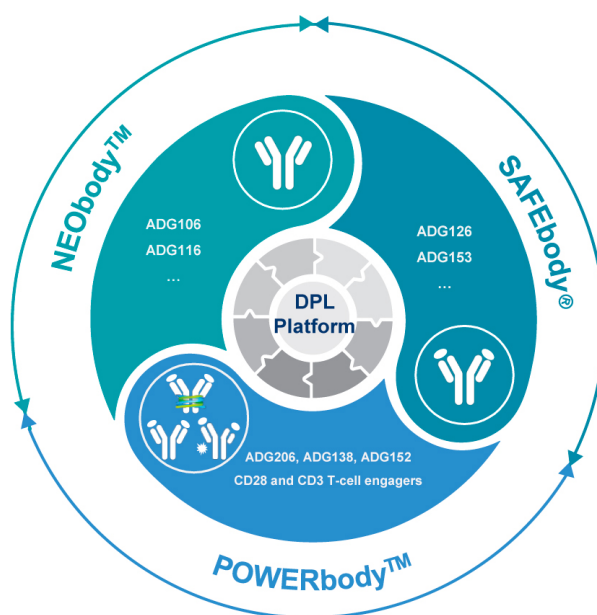 NEObody™
ADG106
ADG116
...
SAFEbody®
ADG126
ADG153
...
DPL
Platform
ADG206, ADG138, ADG152
CD28 and CD3 T-cell engagers
POWERbody™